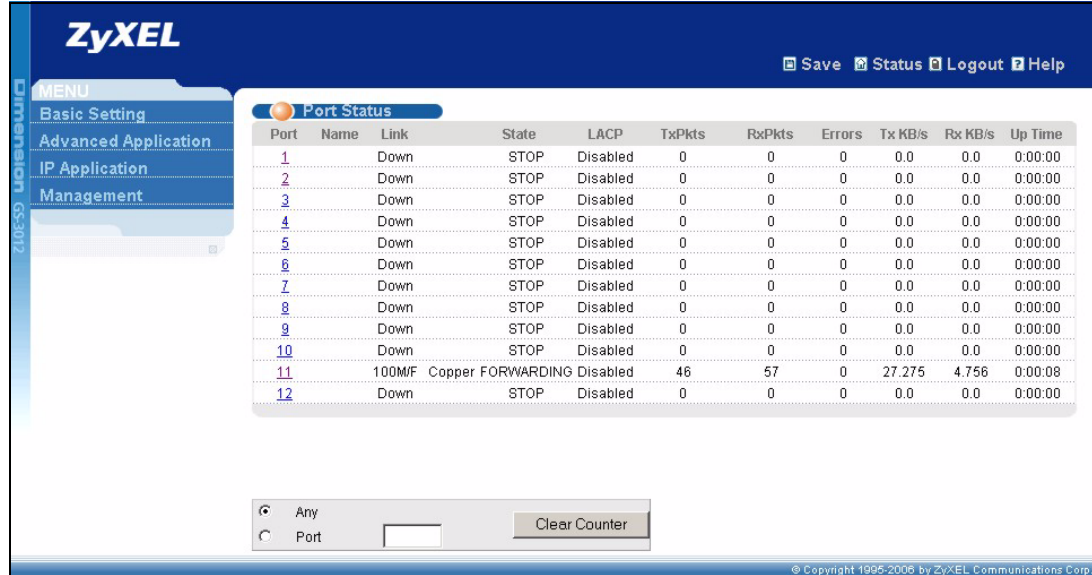 ZyXEL
Save Status Logout Help
Dimension GS-3012
MENU
Basic Setting
Advanced Application
IP Application
Management
Port Status
Port Name Link State LACP TxPkts RxPkts Errors Tx KB/s Rx KB/s Up Time
1 Down STOP Disabled 0 0 0 0.0 0.0 0:00:00
2 Down STOP Disabled 0 0 0 0.0 0.0 0:00:00
3 Down STOP Disabled 0 0 0 0.0 0.0 0:00:00
4 Down STOP Disabled 0 0 0 0.0 0.0 0:00:00
5 Down STOP Disabled 0 0 0 0.0 0.0 0:00:00
6 Down STOP Disabled 0 0 0 0.0 0.0 0:00:00
7 Down STOP Disabled 0 0 0 0.0 0.0 0:00:00
8 Down STOP Disabled 0 0 0 0.0 0.0 0:00:00
9 Down STOP Disabled 0 0 0 0.0 0.0 0:00:00
10 Down STOP Disabled 0 0 0 0.0 0.0 0:00:00
11 100M/F Copper FORWARDING Disabled 46 57 0 27.275 4.756 0:00:08
12 Down STOP Disabled 0 0 0 0.0 0.0 0:00:00
Any
Port
Clear Counter
© Copyright 1995-2006 by ZyXEL Communications Corp.